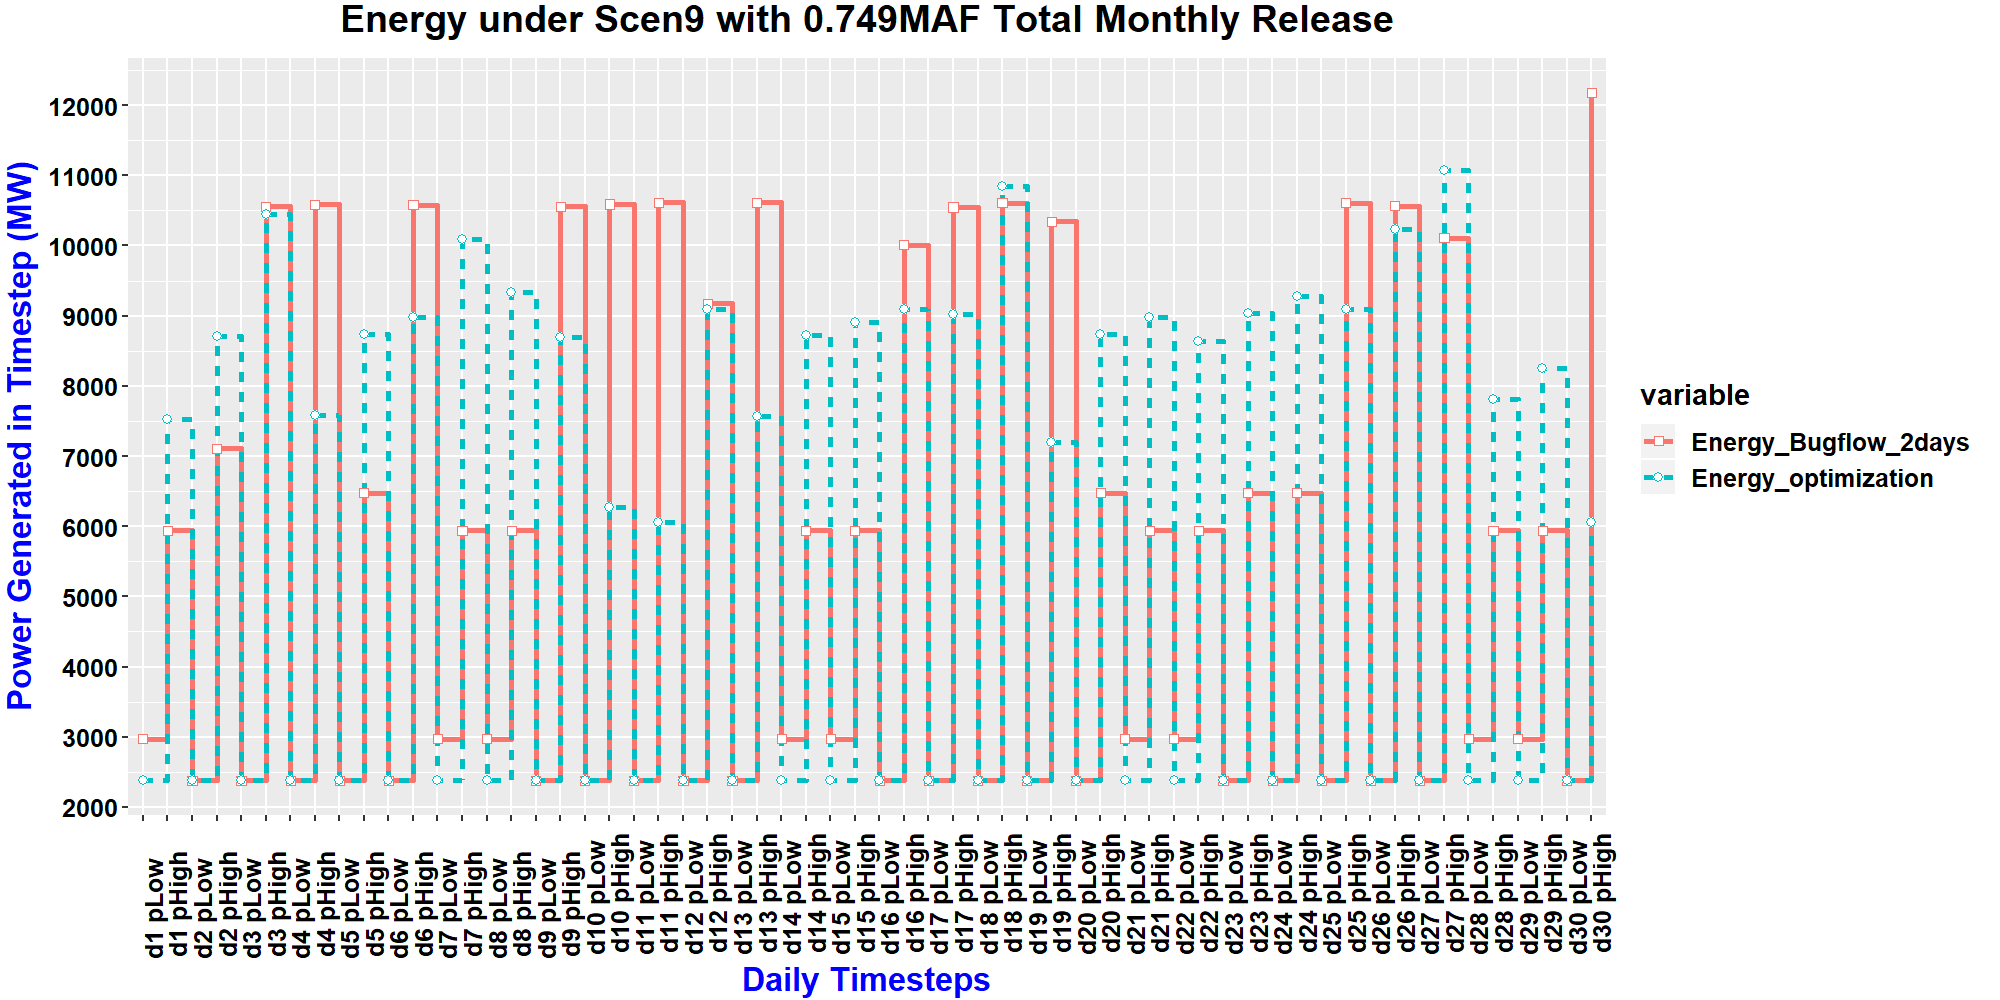 Energy under Scen9 with 0.749MAF Total Monthly Release
Power Generated in Timestep (MW)
12000
11000
10000
9000
8000
7000
6000
5000
4000
3000
2000
d1 pLow
d1 pHigh
d2 pLow
d2 pHigh
d3 pLow
d3 pHigh
d4 pLow
d4 pHigh
d5 pLow
d5 pHigh
d6 pLow
d6 pHigh
d7 pLow
d7 pHigh
d8 pLow
d8 pHigh
d9 pLow
d9 pHigh
d10 pLow
d10 pHigh
d11 pLow
d11 pHigh
d12 pLow
d12 pHigh
d13 pLow
d13 pHigh
d14 pLow
d14 pHigh
d15 pLow
d15 pHigh
d16 pLow
d16 pHigh
d17 pLow
d17 pHigh
d18 pLow
d18 pHigh
d19 pLow
d19 pHigh
d20 pLow
d20 pHigh
d21 pLow
d21 pHigh
d22 pLow
d22 pHigh
d23 pLow
d23 pHigh
d24 pLow
d24 pHigh
d25 pLow
d25 pHigh
d26 pLow
d26 pHigh
d27 pLow
d27 pHigh
d28 pLow
d28 pHigh
d29 pLow
d29 pHigh
d30 pLow
d30 pHigh
Daily Timesteps
variable
Energy_Bugflow_2days
Energy_optimization